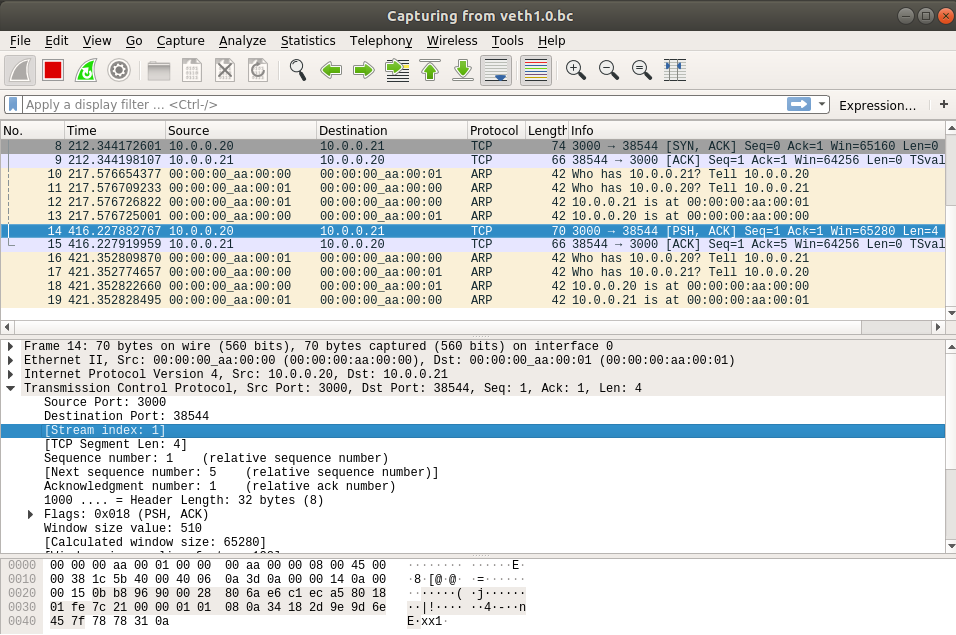 Capturing from veth1.0.bc
File Edit View Go Capture Analyze Statistics Telephony Wireless Tools Help
Apply a display filter ... <Ctrl-/> Expression... +
No. Time Source Destination Protocol Length Info
8 212.344172601 10.0.0.20 10.0.0.21 TCP 74 3000 → 38544 [SYN, ACK] Seq=0 Ack=1 Win=65160 Len=0
9 212.344198107 10.0.0.21 10.0.0.20 TCP 66 38544 → 3000 [ACK] Seq=1 Ack=1 Win=64256 Len=0 TSval
10 217.576654377 00:00:00_aa:00:00 00:00:00_aa:00:01 ARP 42 Who has 10.0.0.21? Tell 10.0.0.20
11 217.576709233 00:00:00_aa:00:01 00:00:00_aa:00:00 ARP 42 Who has 10.0.0.20? Tell 10.0.0.21
12 217.576726822 00:00:00_aa:00:01 00:00:00_aa:00:00 ARP 42 10.0.0.21 is at 00:00:00:aa:00:01
13 217.576725001 00:00:00_aa:00:00 00:00:00_aa:00:01 ARP 42 10.0.0.20 is at 00:00:00:aa:00:00
14 416.227882767 10.0.0.20 10.0.0.21 TCP 70 3000 → 38544 [PSH, ACK] Seq=1 Ack=1 Win=65280 Len=4
15 416.227919959 10.0.0.21 10.0.0.20 TCP 66 38544 → 3000 [ACK] Seq=1 Ack=5 Win=64256 Len=0 TSval
16 421.352809870 00:00:00_aa:00:01 00:00:00_aa:00:00 ARP 42 Who has 10.0.0.20? Tell 10.0.0.21
17 421.352774657 00:00:00_aa:00:00 00:00:00_aa:00:01 ARP 42 Who has 10.0.0.21? Tell 10.0.0.20
18 421.352822660 00:00:00_aa:00:00 00:00:00_aa:00:01 ARP 42 10.0.0.20 is at 00:00:00:aa:00:00
19 421.352828495 00:00:00_aa:00:01 00:00:00_aa:00:00 ARP 42 10.0.0.21 is at 00:00:00:aa:00:01
Frame 14: 70 bytes on wire (560 bits), 70 bytes captured (560 bits) on interface 0
Ethernet II, Src: 00:00:00_aa:00:00 (00:00:00:aa:00:00), Dst: 00:00:00_aa:00:01 (00:00:00:aa:00:01)
Internet Protocol Version 4, Src: 10.0.0.20, Dst: 10.0.0.21
Transmission Control Protocol, Src Port: 3000, Dst Port: 38544, Seq: 1, Ack: 1, Len: 4
Source Port: 3000
Destination Port: 38544
[Stream index: 1]
[TCP Segment Len: 4]
Sequence number: 1 (relative sequence number)
[Next sequence number: 5 (relative sequence number)]
Acknowledgment number: 1 (relative ack number)
1000 .... = Header Length: 32 bytes (8)
Flags: 0x018 (PSH, ACK)
Window size value: 510
[Calculated window size: 65280]
0000 00 00 00 aa 00 01 00 00 00 aa 00 00 08 00 45 00 ········ ······E·
0010 00 38 1c 5b 40 00 40 06 0a 3d 0a 00 00 14 0a 00 ·8·[@·@· ·=······
0020 00 15 0b b8 96 90 00 28 80 6a e6 c1 ec a5 80 18 ·······( ·j······
0030 01 fe 7c 21 00 00 01 01 08 0a 34 18 2d 9e 9d 6e ··|!···· ··4·-··n
0040 45 7f 78 78 31 0a E·xx1·